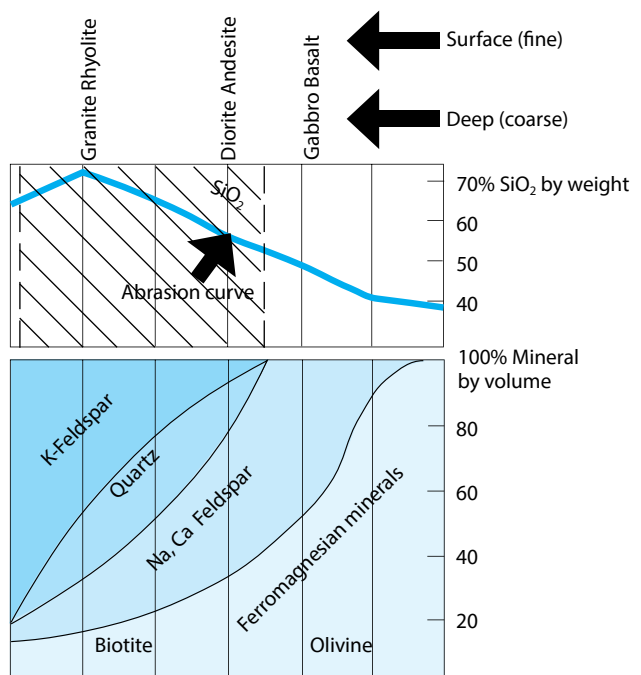 Granite Rhyolite
Diorite Andesite
Gabbro Basalt
Surface (fine)
Deep (coarse)
SiO₂
70% SiO₂ by weight
60
50
40
Abrasion curve
100% Mineral
by volume
80
60
40
20
K-Feldspar
Quartz
Na, Ca Feldspar
Ferromagnesian minerals
Biotite
Olivine